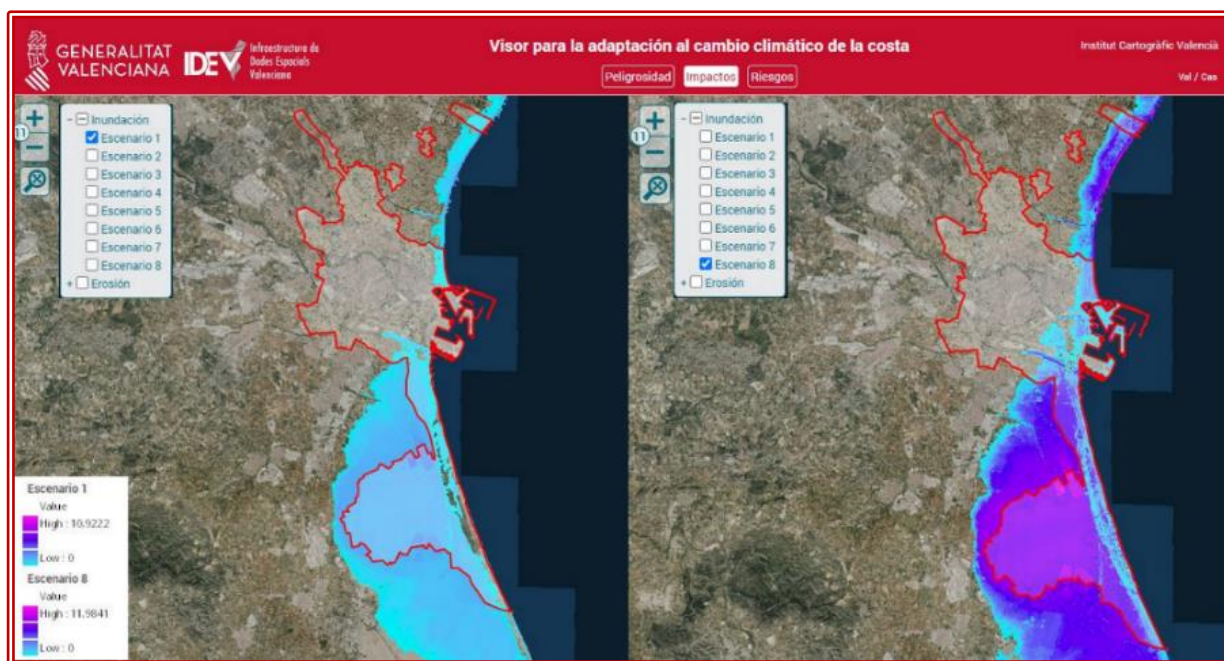 GENERALITAT
VALENCIANA
IDEV
Infraestructura de
Dades Espacials
Valenciana
Visor para la adaptación al cambio climático de la costa
Peligrosidad
Impactos
Riesgos
Institut Cartogràfic Valencià
Val / Cas
+
11
−
- Inundación
Escenario 1
Escenario 2
Escenario 3
Escenario 4
Escenario 5
Escenario 6
Escenario 7
Escenario 8
+ Erosión
Escenario 1
Value
High : 10,9222
Low : 0
Escenario 8
Value
High : 11,9841
Low : 0
+
11
−
- Inundación
Escenario 1
Escenario 2
Escenario 3
Escenario 4
Escenario 5
Escenario 6
Escenario 7
Escenario 8
+ Erosión